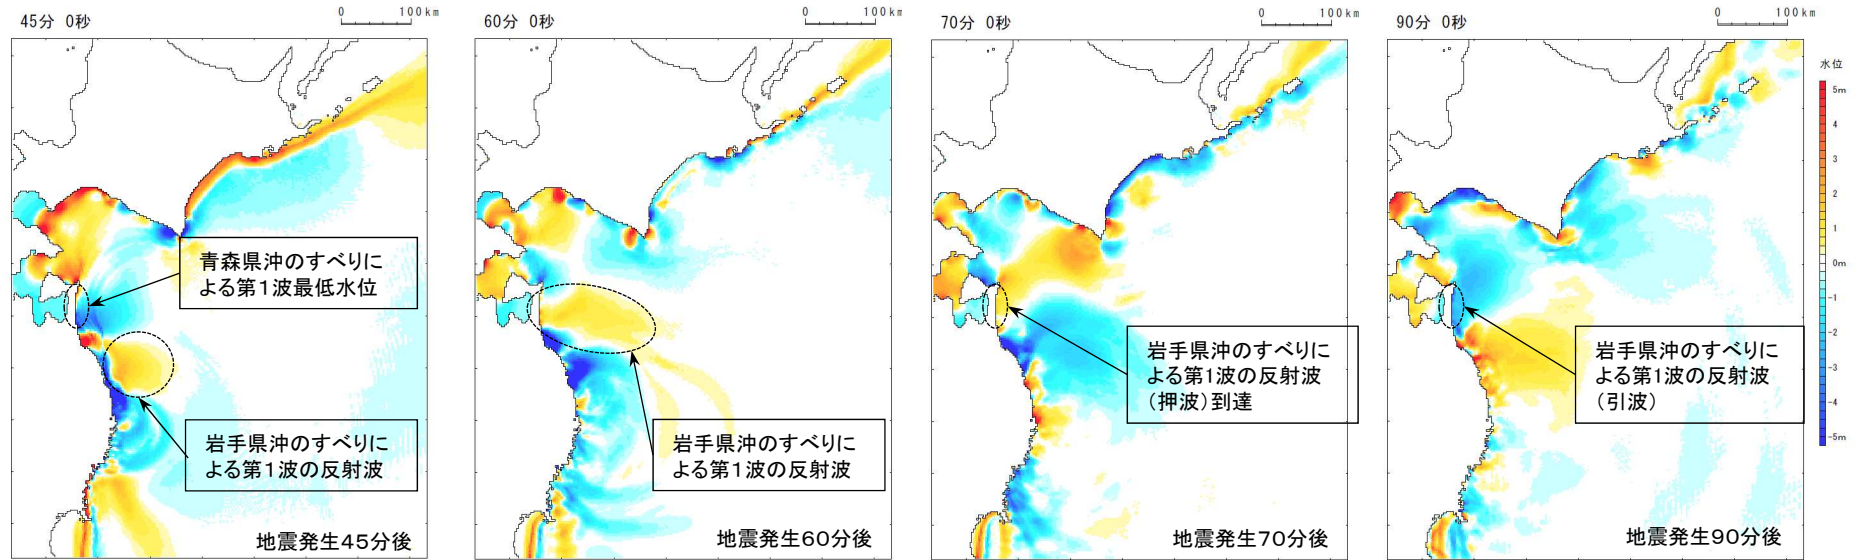 45分 0秒
0 100km
青森県沖のすべりに
よる第1波最低水位
岩手県沖のすべりに
よる第1波の反射波
地震発生45分後
60分 0秒
0 100km
岩手県沖のすべりに
よる第1波の反射波
地震発生60分後
70分 0秒
0 100km
岩手県沖のすべりに
よる第1波の反射波
(押波)到達
地震発生70分後
90分 0秒
0 100km
岩手県沖のすべりに
よる第1波の反射波
(引波)
地震発生90分後
水位
5m
4
3
2
1
0m
-1
-2
-3
-4
-5m